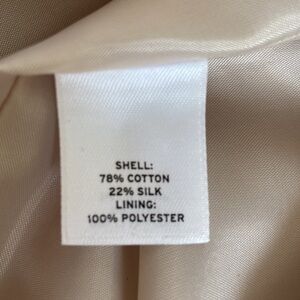 SHELL:
78% COTTON
22% SILK
LINING:
100% POLYESTER